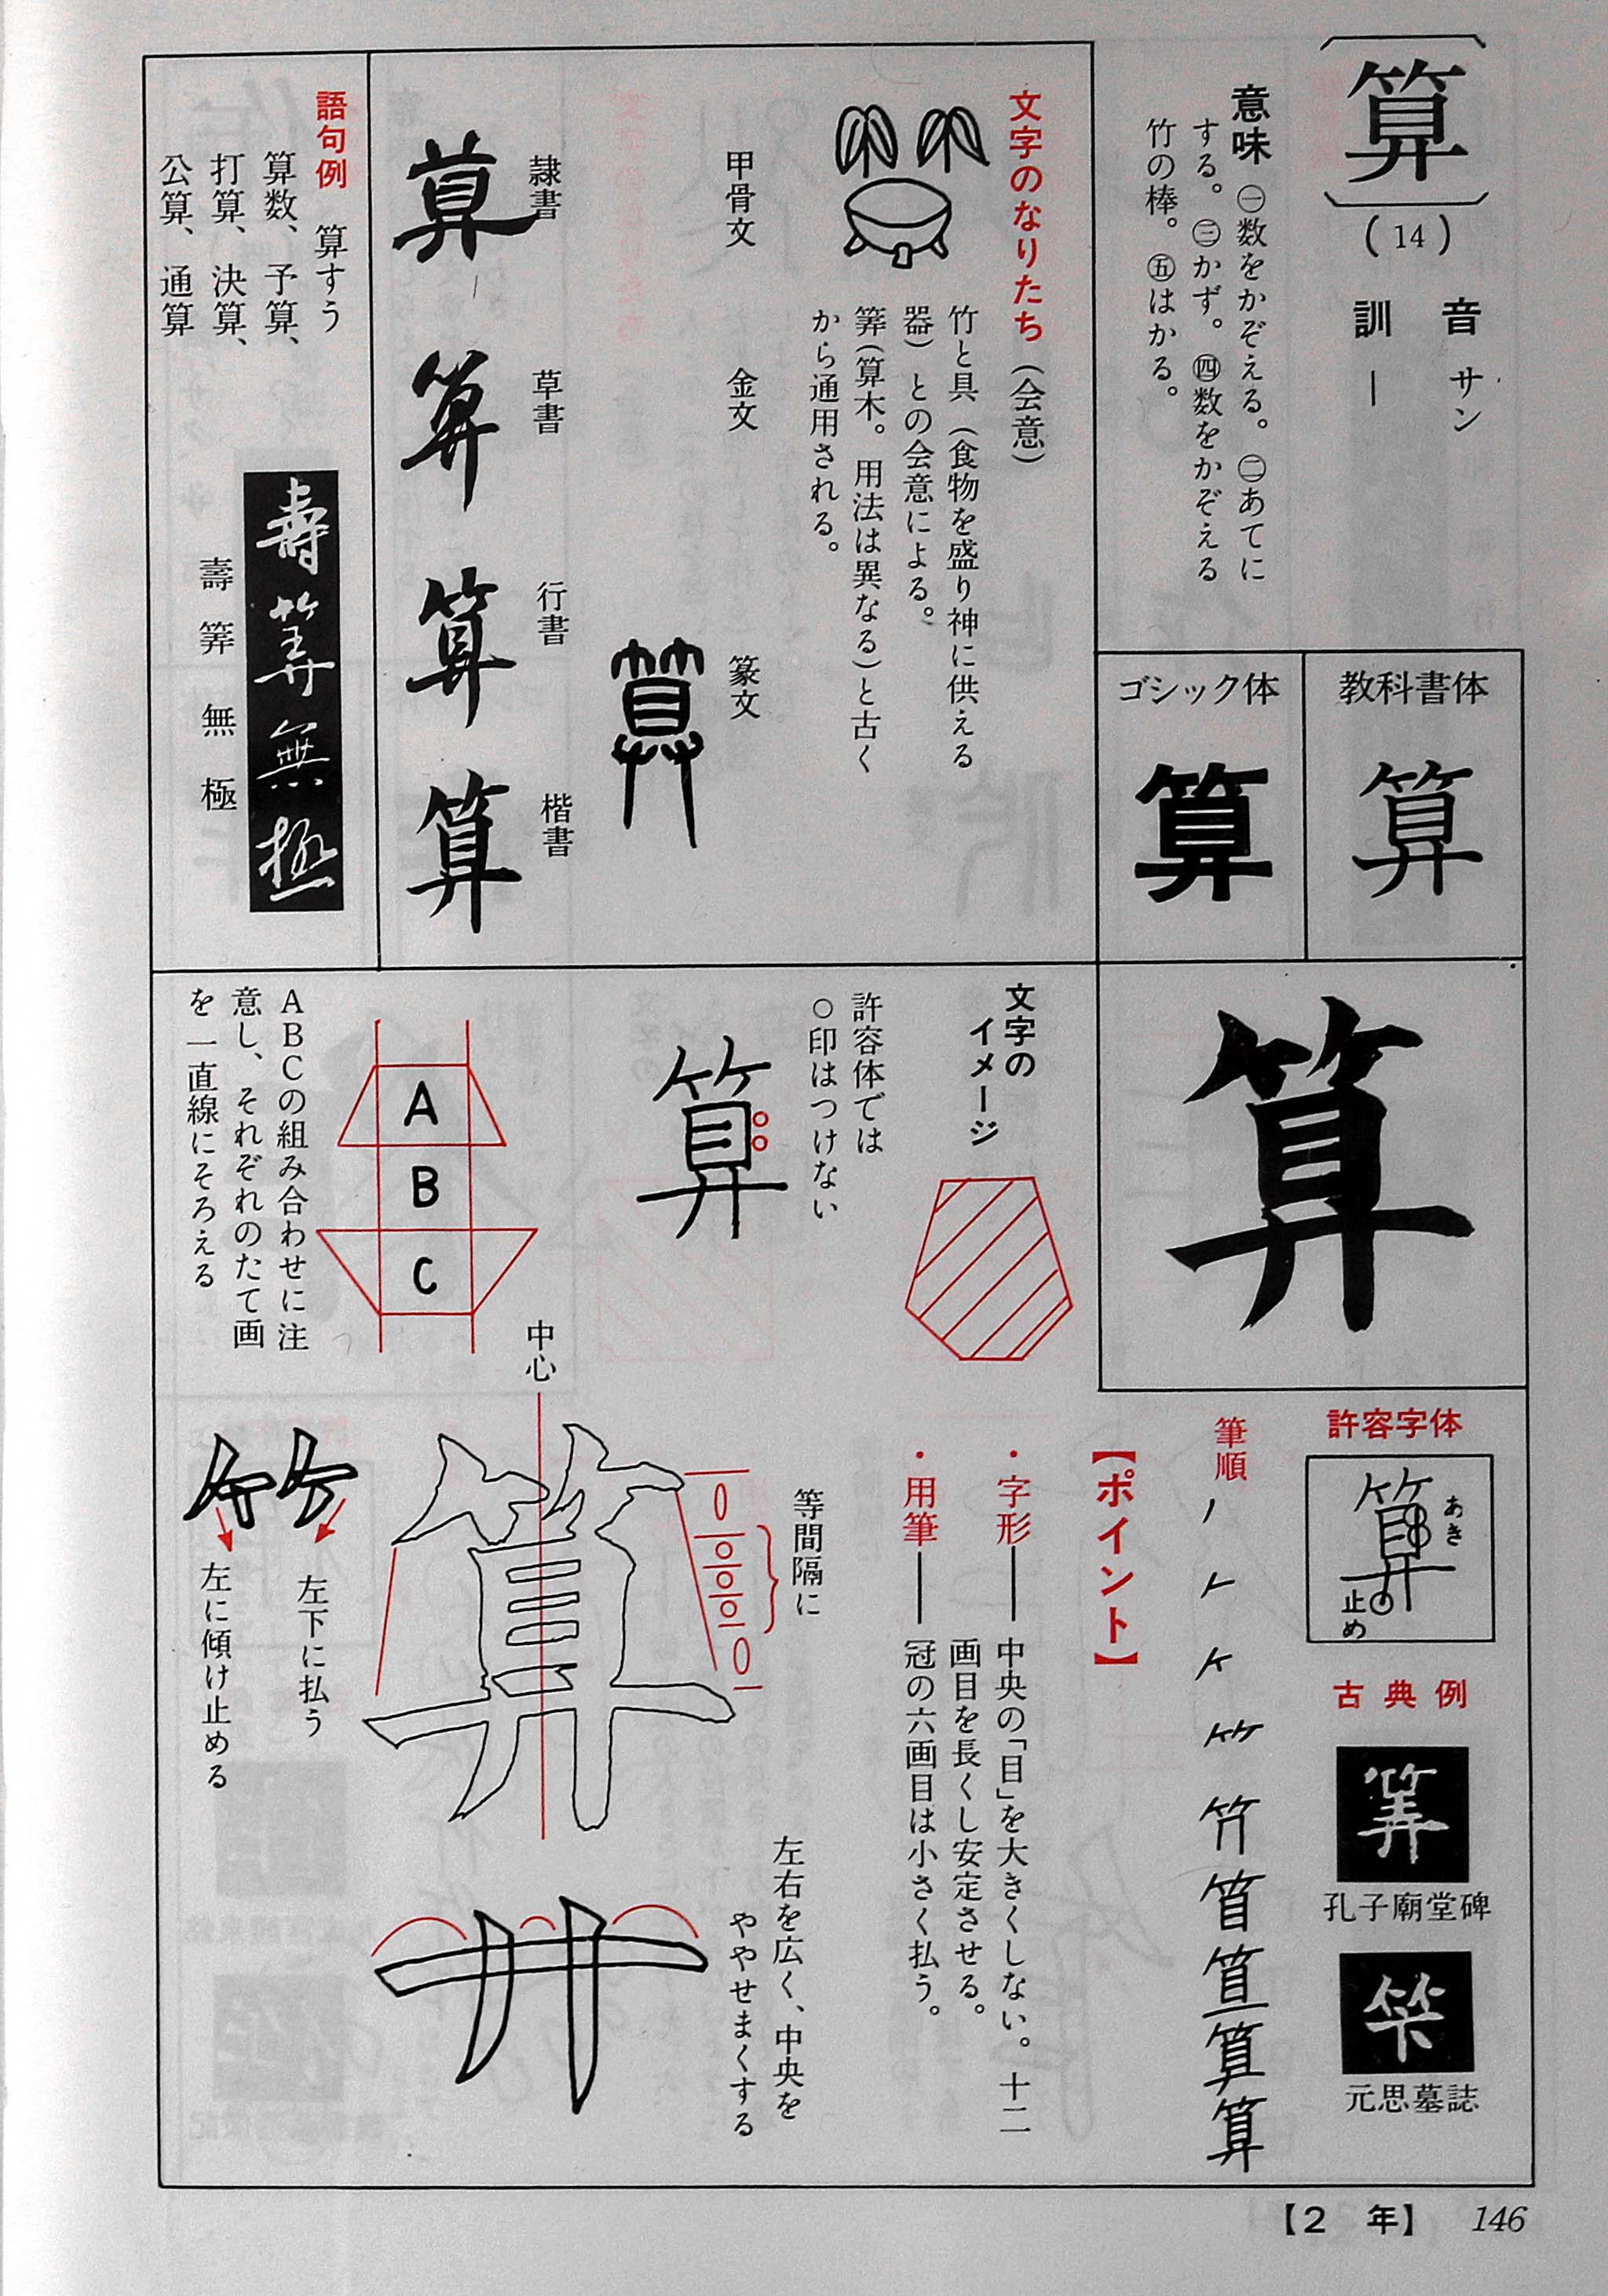 算
(14)
音 サン
訓 ―
意味 ㊀数をかぞえる。㊁あてに
する。㊂かず。㊃数をかぞえる
竹の棒。㊄はかる。
教科書体
算
ゴシック体
算
文字のなりたち(会意)
竹と具(食物を盛り神に供える
器)との会意による。
筭(算木。用法は異なる)と古く
から通用される。
甲骨文
金文
篆文
算
隷書
算
草書
算
行書
算
楷書
算
語句例 算すう
算数、予算、
打算、決算、
公算、通算
壽筭無極
壽筭無極
算
文字の
イメージ
許容体では
○印はつけない
算
A
B
C
ABCの組み合わせに注
意し、それぞれのたて画
を一直線にそろえる
許容字体
算
あき
止め
古典例
筭
孔子廟堂碑
元思墓誌
筆順
算
【ポイント】
・字形――中央の「目」を大きくしない。十二
画目を長くし安定させる。
・用筆――冠の六画目は小さく払う。
中心
算
等間隔に
左右を広く、中央を
ややせまくする
左下に払う
左に傾け止める
【2 年】 146